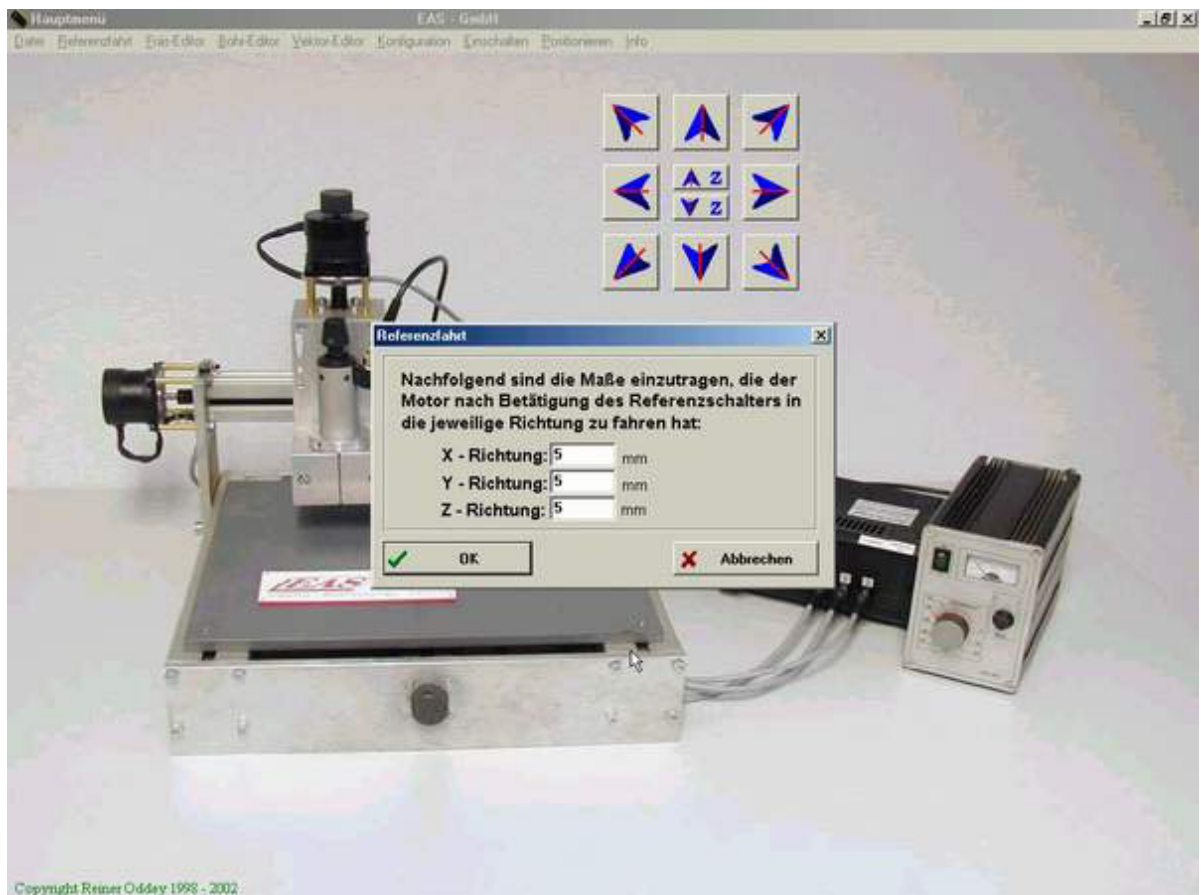 Hauptmenü
EAS - GmbH
Datei Referenzfahrt Fräs-Editor Bohr-Editor Vektor-Editor Konfiguration Einschalten Positionieren Info
Z
Z
Referenzfahrt
Nachfolgend sind die Maße einzutragen, die der
Motor nach Betätigung des Referenzschalters in
die jeweilige Richtung zu fahren hat:
X - Richtung: 5 mm
Y - Richtung: 5 mm
Z - Richtung: 5 mm
OK
Abbrechen
EAS
Copyright Reiner Oddey 1998 - 2002